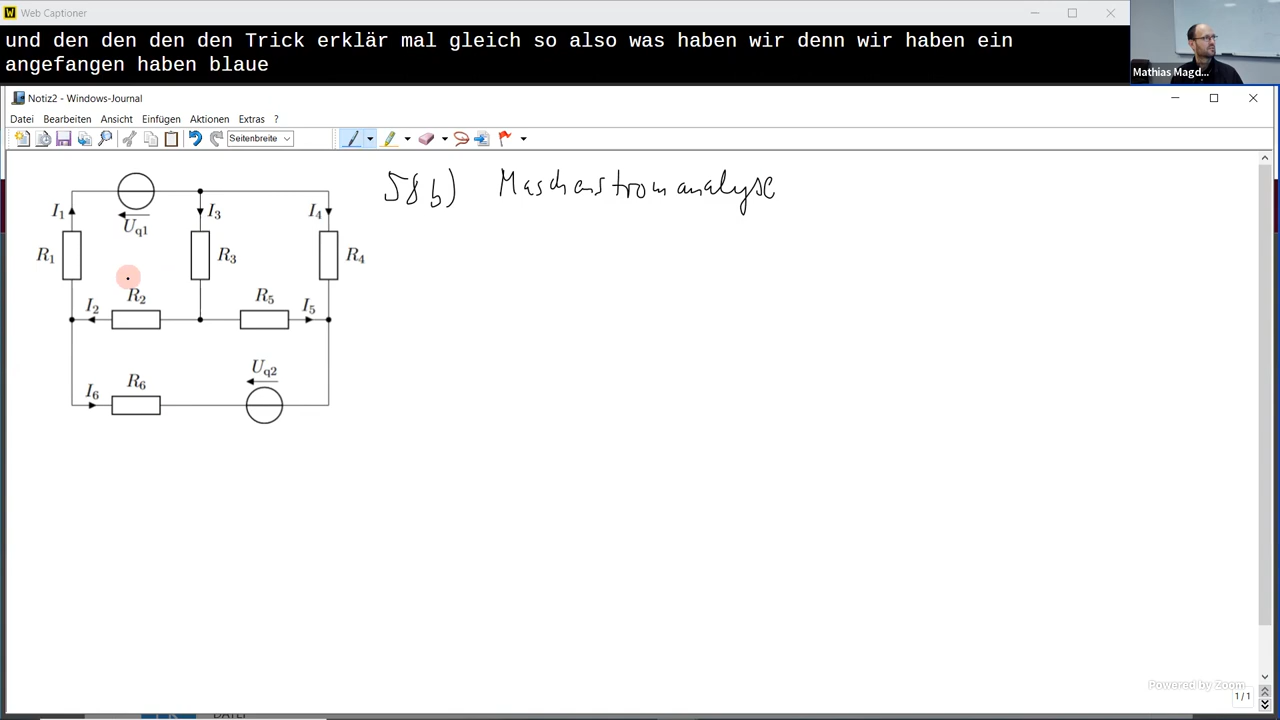 Web Captioner
und den den den den Trick erklär mal gleich so also was haben wir denn wir haben ein
angefangen haben blaue
Mathias Magd...
Notiz2 - Windows-Journal
Datei Bearbeiten Ansicht Einfügen Aktionen Extras ?
Seitenbreite
58 b) Maschenstromanalyse
Uq1
I1 I3 I4
R1 R3 R4
R2 R5
I2 I5
Uq2
I6 R6
Powered by Zoom
1/1
DATEI